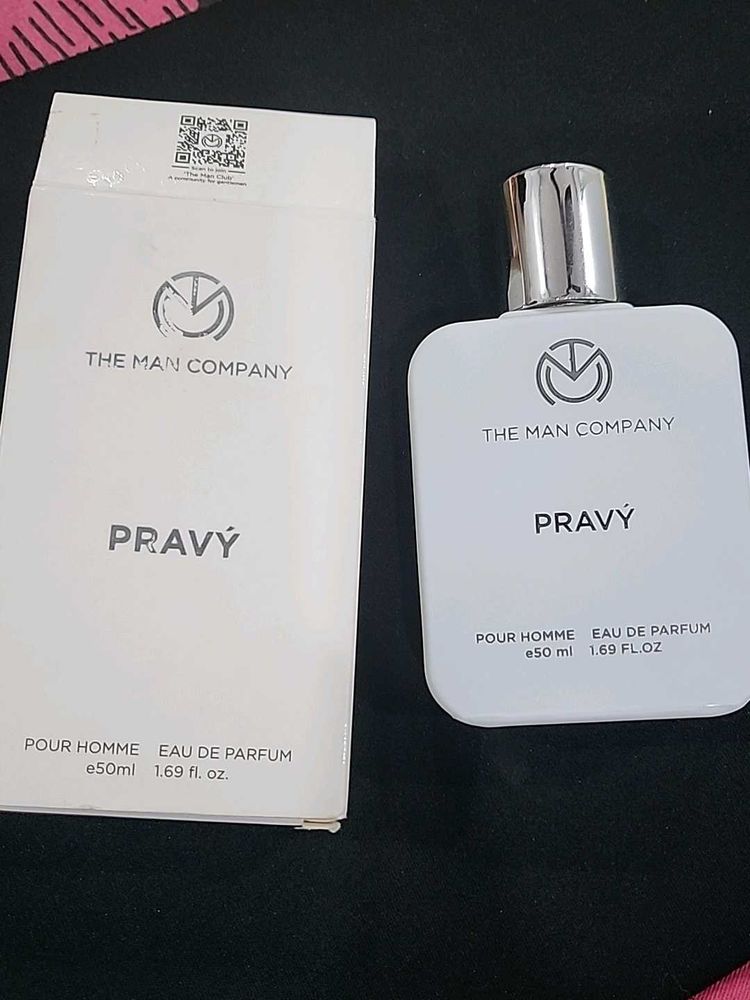 Scan to join
'The Man Club'
A community for gentlemen
THE MAN COMPANY
PRAVÝ
POUR HOMME EAU DE PARFUM
e50ml 1.69 fl. oz.
THE MAN COMPANY
PRAVÝ
POUR HOMME EAU DE PARFUM
e50 ml 1.69 FL.OZ